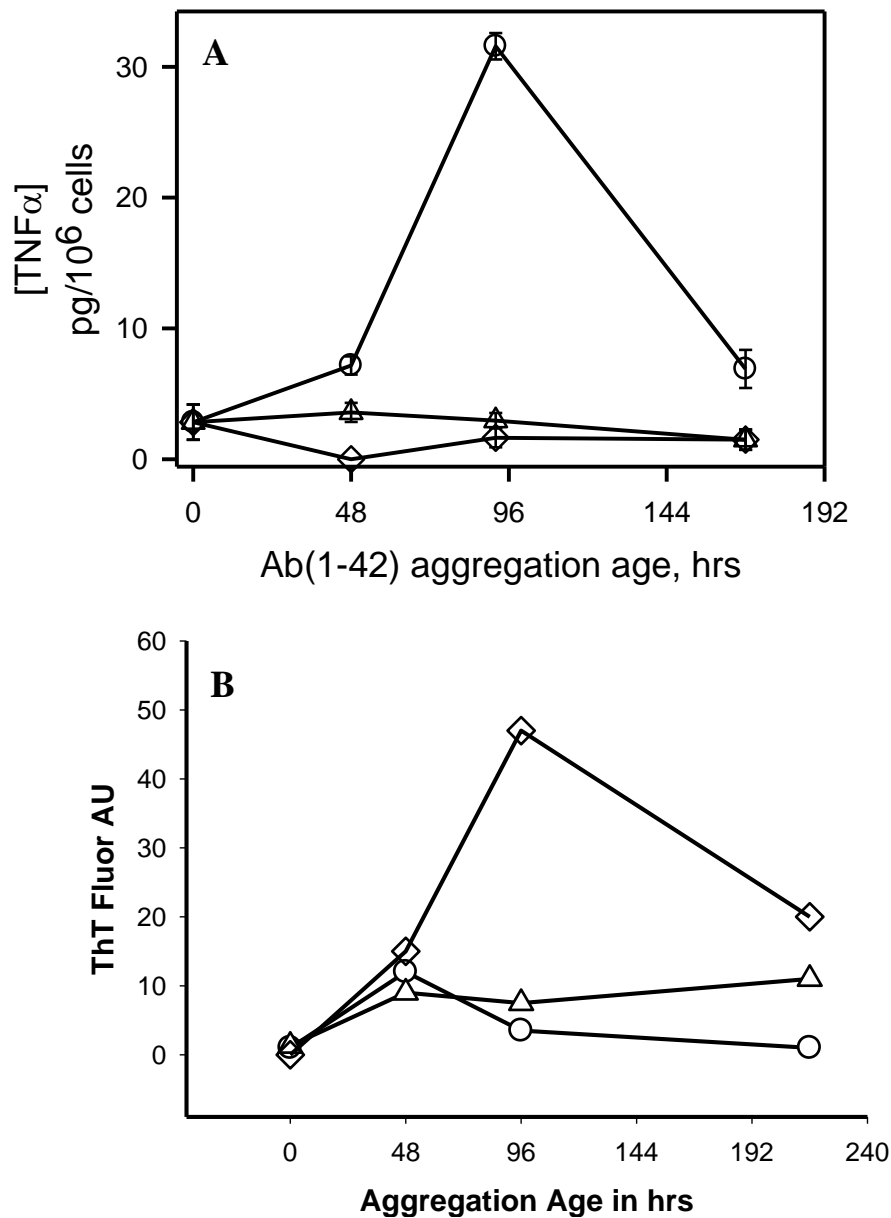 A
30
20
10
0
[TNFα]
pg/10⁶ cells
0 48 96 144 192
Ab(1-42) aggregation age, hrs
B
60
50
40
30
20
10
0
ThT Fluor AU
0 48 96 144 192 240
Aggregation Age in hrs